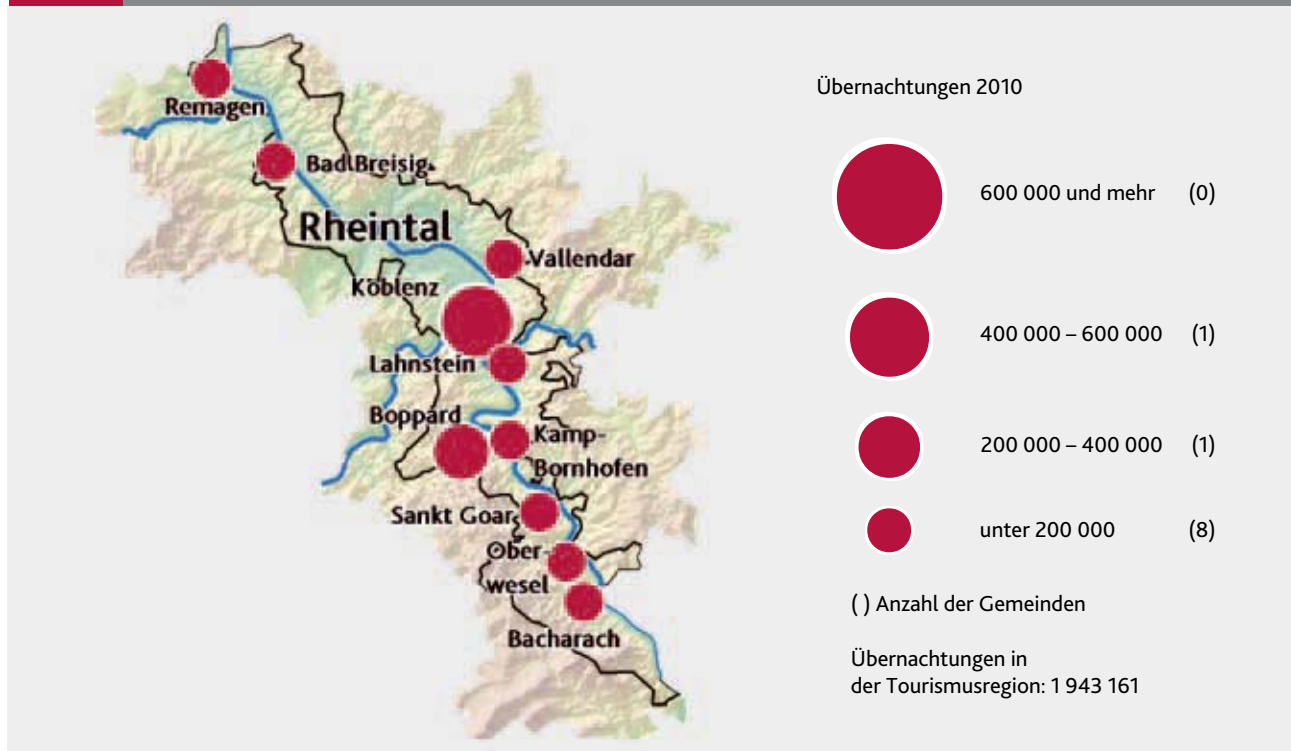 Remagen
Bad Breisig
Rheintal
Vallendar
Koblenz
Lahnstein
Boppard
Kamp-
Bornhofen
Sankt Goar
Ober-
wesel
Bacharach
Übernachtungen 2010
600 000 und mehr (0)
400 000 – 600 000 (1)
200 000 – 400 000 (1)
unter 200 000 (8)
( ) Anzahl der Gemeinden
Übernachtungen in
der Tourismusregion: 1 943 161